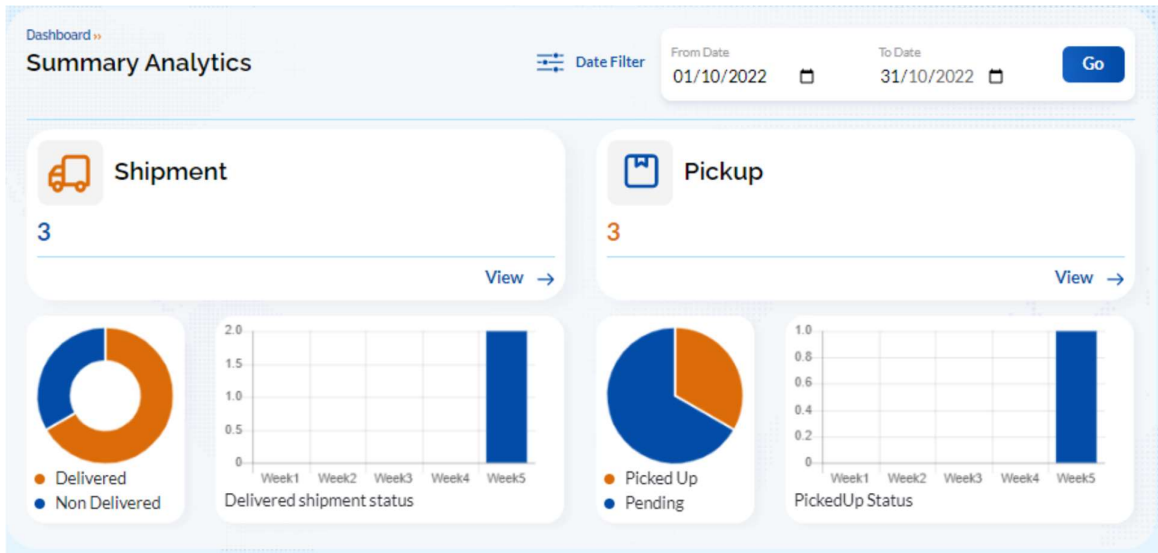 Dashboard »
Summary Analytics
Date Filter
From Date
01/10/2022
To Date
31/10/2022
Go
Shipment
3
View →
Pickup
3
View →
Delivered
Non Delivered
2.0
1.5
1.0
0.5
0
Week1 Week2 Week3 Week4 Week5
Delivered shipment status
Picked Up
Pending
1.0
0.8
0.6
0.4
0.2
0
Week1 Week2 Week3 Week4 Week5
PickedUp Status